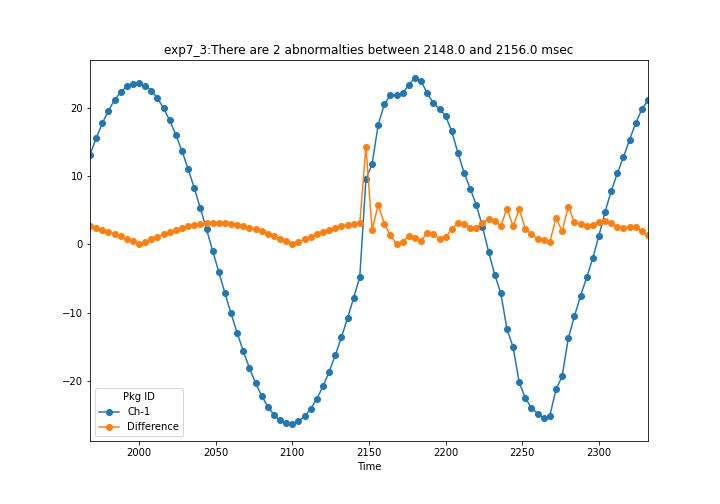 exp7_3:There are 2 abnormalties between 2148.0 and 2156.0 msec
20
10
0
−10
−20
Pkg ID
Ch-1
Difference
2000 2050 2100 2150 2200 2250 2300
Time